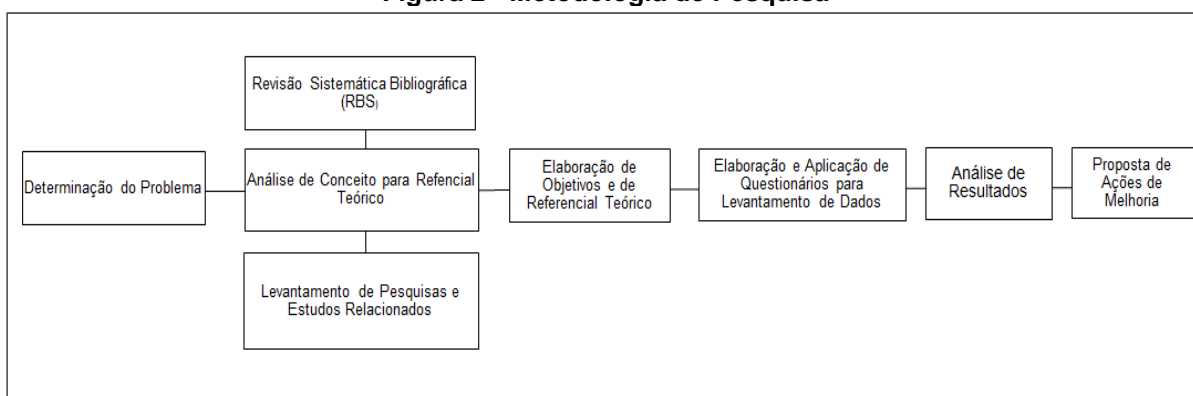 Figura 2 - Metodologia de Pesquisa
Revisão Sistemática Bibliográfica
(RBS)
Determinação do Problema
Análise de Conceito para Refencial
Teórico
Levantamento de Pesquisas e
Estudos Relacionados
Elaboração de
Objetivos e de
Referencial Teórico
Elaboração e Aplicação de
Questionários para
Levantamento de Dados
Análise de
Resultados
Proposta de
Ações de
Melhoria